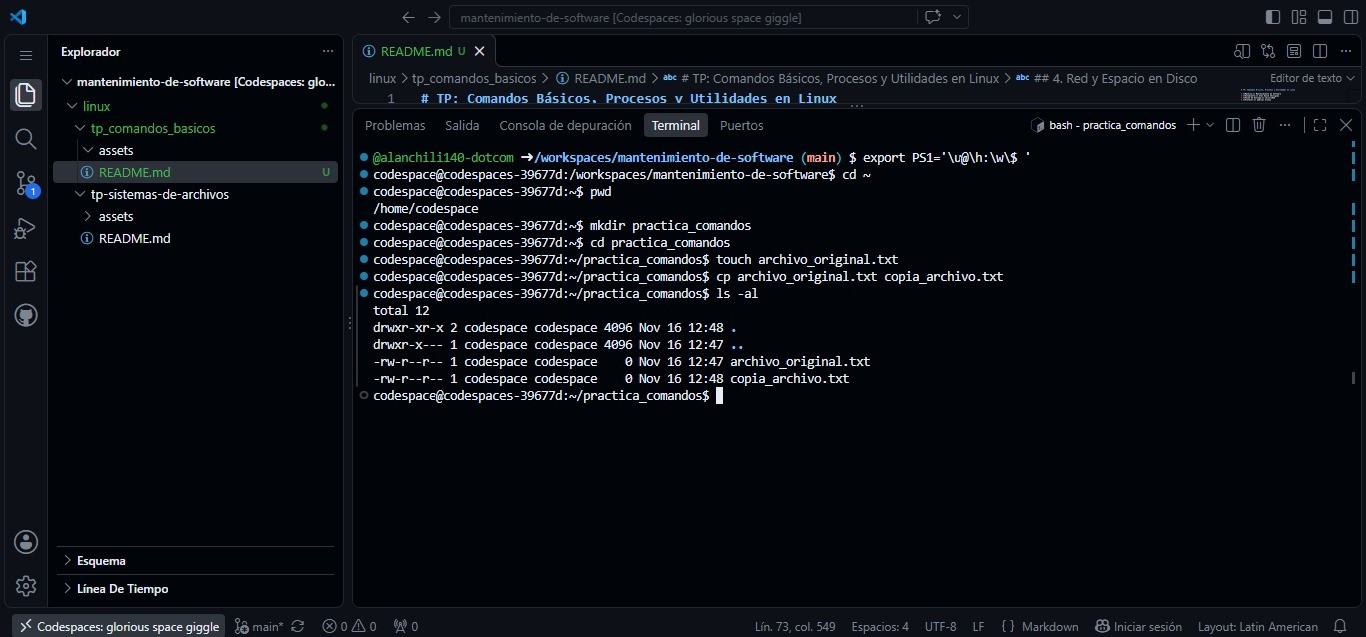 mantenimiento-de-software [Codespaces: glorious space giggle]
Explorador
mantenimiento-de-software [Codespaces: glo...
linux
tp_comandos_basicos
assets
README.md U
tp-sistemas-de-archivos
assets
README.md
Esquema
Línea De Tiempo
README.md U
linux > tp_comandos_basicos > README.md > abc # TP: Comandos Básicos, Procesos y Utilidades en Linux > abc ## 4. Red y Espacio en Disco
Editor de texto
1 # TP: Comandos Básicos, Procesos y Utilidades en Linux
Problemas Salida Consola de depuración Terminal Puertos
bash - practica_comandos
@alanchili140-dotcom ➜/workspaces/mantenimiento-de-software (main) $ export PS1='\u@\h:\w\$ '
codespace@codespaces-39677d:/workspaces/mantenimiento-de-software$ cd ~
codespace@codespaces-39677d:~$ pwd
/home/codespace
codespace@codespaces-39677d:~$ mkdir practica_comandos
codespace@codespaces-39677d:~$ cd practica_comandos
codespace@codespaces-39677d:~/practica_comandos$ touch archivo_original.txt
codespace@codespaces-39677d:~/practica_comandos$ cp archivo_original.txt copia_archivo.txt
codespace@codespaces-39677d:~/practica_comandos$ ls -al
total 12
drwxr-xr-x 2 codespace codespace 4096 Nov 16 12:48 .
drwxr-x--- 1 codespace codespace 4096 Nov 16 12:47 ..
-rw-r--r-- 1 codespace codespace    0 Nov 16 12:47 archivo_original.txt
-rw-r--r-- 1 codespace codespace    0 Nov 16 12:48 copia_archivo.txt
codespace@codespaces-39677d:~/practica_comandos$
1
Codespaces: glorious space giggle main* 0 0 0
Lín. 73, col. 549 Espacios: 4 UTF-8 LF { } Markdown Iniciar sesión Layout: Latin American